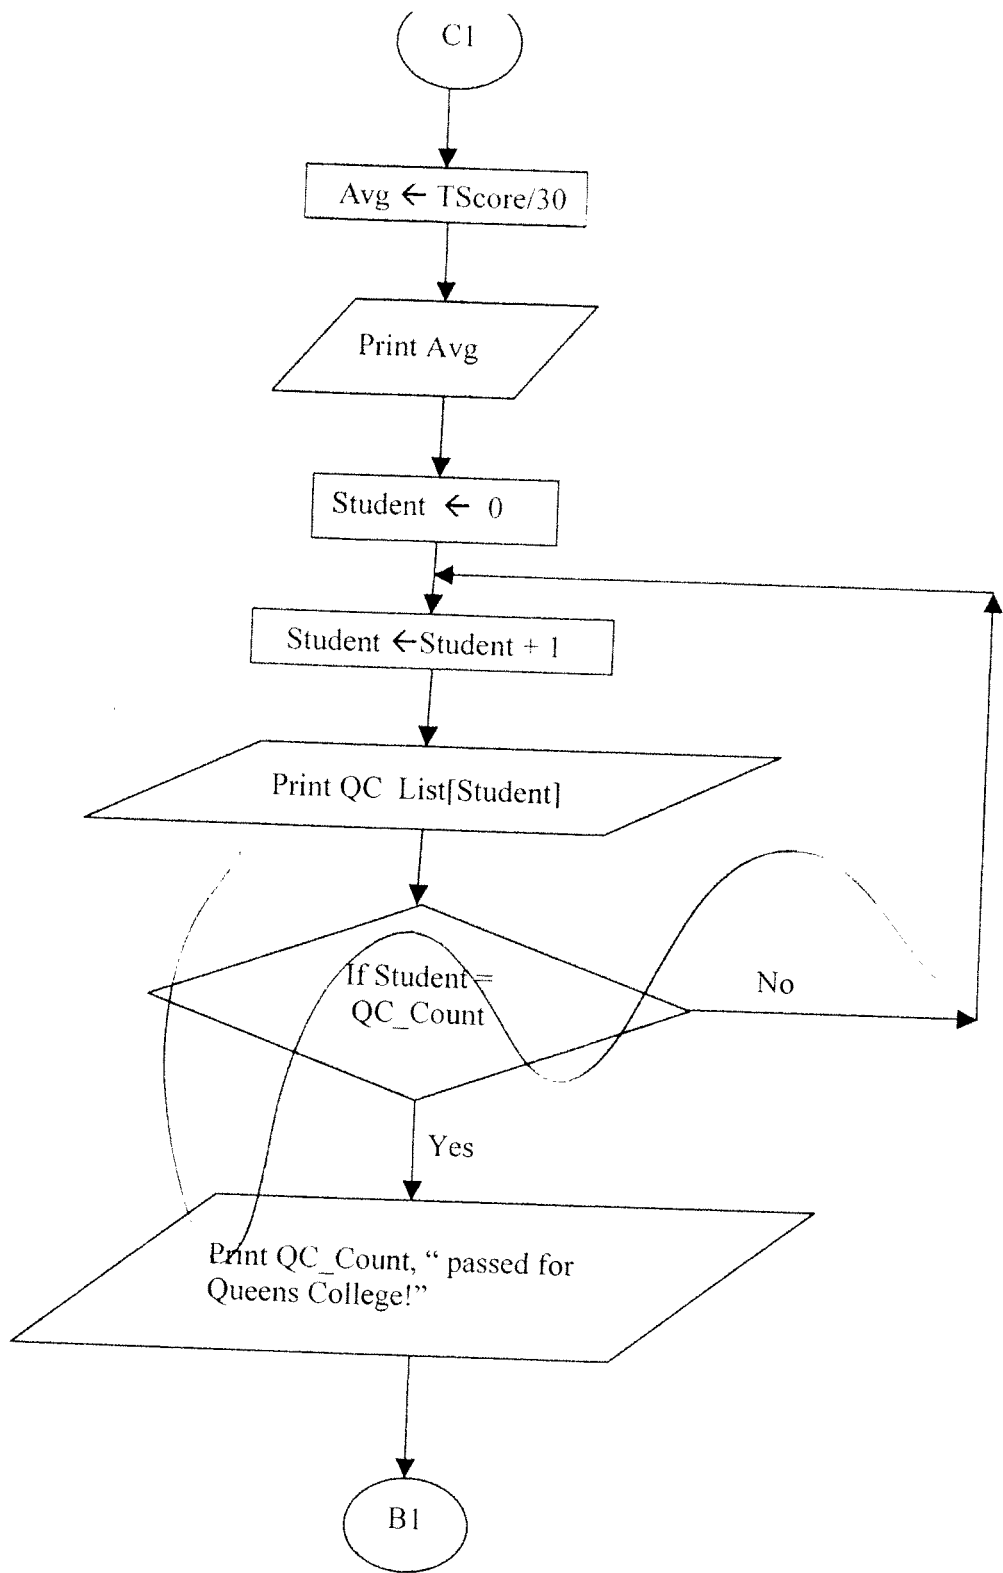 C1
Avg ← TScore/30
Print Avg
Student ← 0
Student ←Student + 1
Print QC List[Student]
If Student =
QC_Count
No
Yes
Print QC_Count, “ passed for
Queens College!”
B1